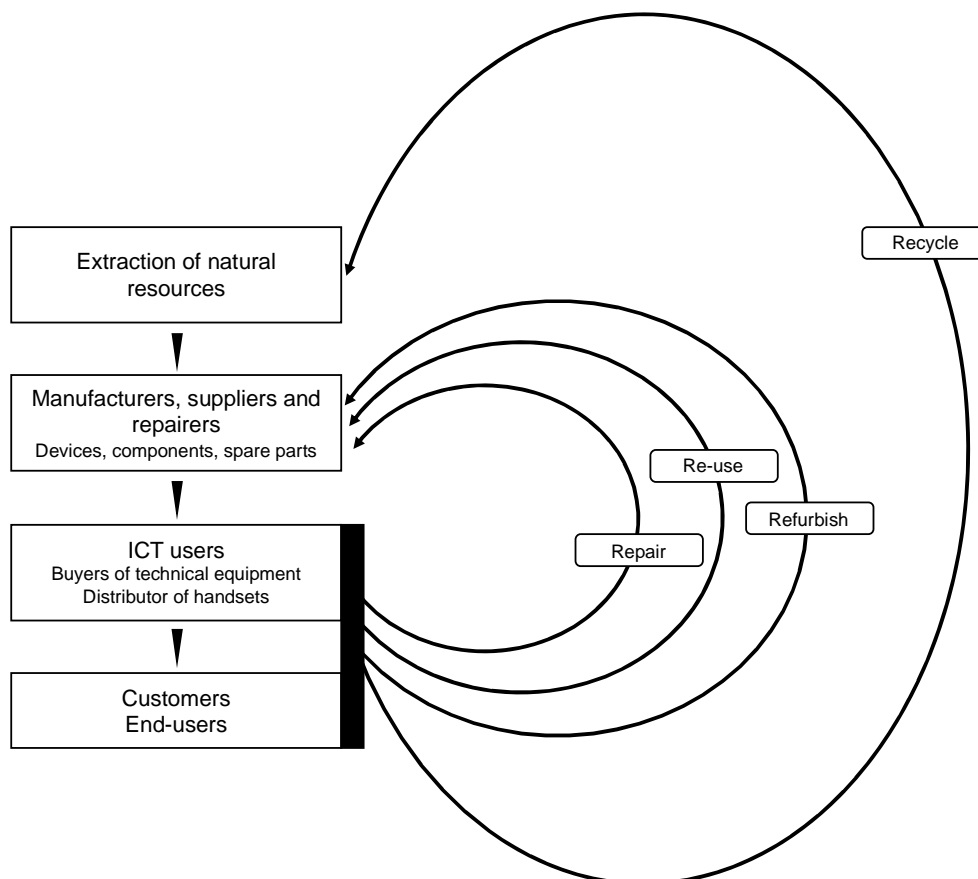 Extraction of natural
resources
Recycle
Manufacturers, suppliers and
repairers
Devices, components, spare parts
Re-use
Refurbish
Repair
ICT users
Buyers of technical equipment
Distributor of handsets
Customers
End-users